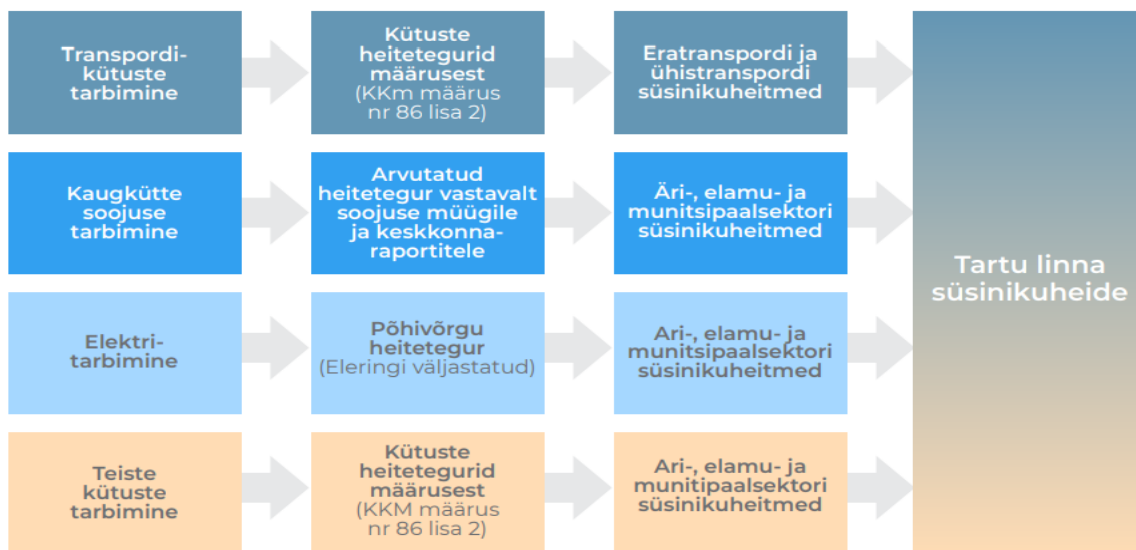 Transpordi-
kütuste
tarbimine
Kütuste
heitetegurid
määrusest
(KKm määrus
nr 86 lisa 2)
Eratranspordi ja
ühistranspordi
süsinikuheitmed
Kaugkütte
soojuse
tarbimine
Arvutatud
heitetegur vastavalt
soojuse müügile
ja keskkonna-
raportitele
Äri-, elamu- ja
munitsipaalsektori
süsinikuheitmed
Elektri-
tarbimine
Põhivõrgu
heitetegur
(Eleringi väljastatud)
Ari-, elamu- ja
munitsipaalsektori
süsinikuheitmed
Teiste
kütuste
tarbimine
Kütuste
heitetegurid
määrusest
(KKM määrus
nr 86 lisa 2)
Ari-, elamu- ja
munitipaalsektori
süsinikuheitmed
Tartu linna
süsinikuheide